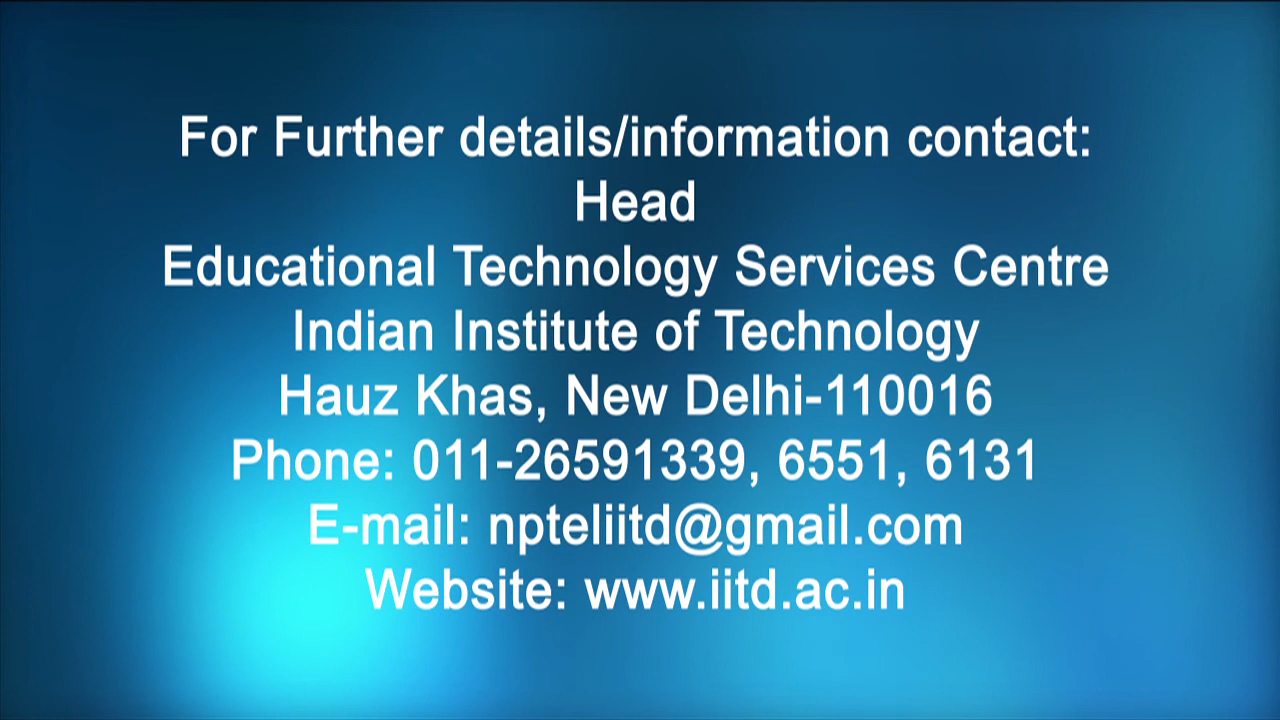 For Further details/information contact:
Head
Educational Technology Services Centre
Indian Institute of Technology
Hauz Khas, New Delhi-110016
Phone: 011-26591339, 6551, 6131
E-mail: npteliitd@gmail.com
Website: www.iitd.ac.in